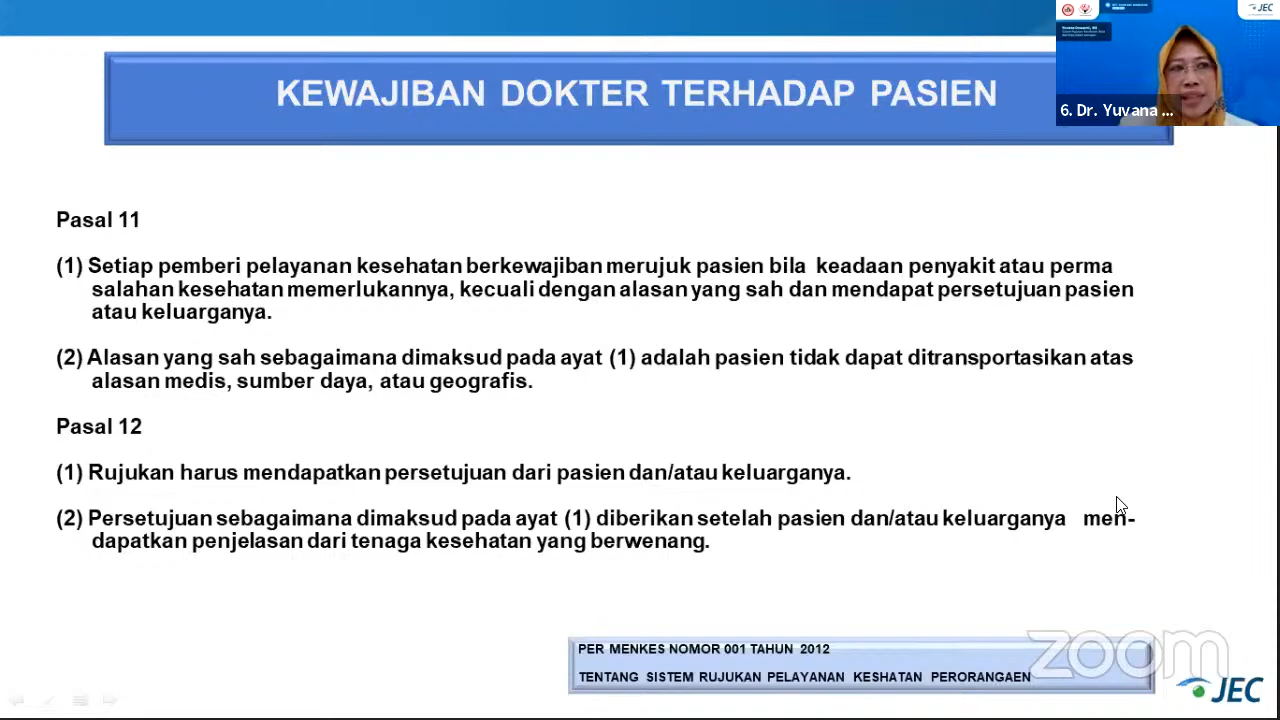 KEWAJIBAN DOKTER TERHADAP PASIEN
JEC
6. Dr. Yuvana ...
Pasal 11
(1) Setiap pemberi pelayanan kesehatan berkewajiban merujuk pasien bila keadaan penyakit atau perma
salahan kesehatan memerlukannya, kecuali dengan alasan yang sah dan mendapat persetujuan pasien
atau keluarganya.
(2) Alasan yang sah sebagaimana dimaksud pada ayat (1) adalah pasien tidak dapat ditransportasikan atas
alasan medis, sumber daya, atau geografis.
Pasal 12
(1) Rujukan harus mendapatkan persetujuan dari pasien dan/atau keluarganya.
(2) Persetujuan sebagaimana dimaksud pada ayat (1) diberikan setelah pasien dan/atau keluarganya men-
dapatkan penjelasan dari tenaga kesehatan yang berwenang.
PER MENKES NOMOR 001 TAHUN 2012
TENTANG SISTEM RUJUKAN PELAYANAN KESHATAN PERORANGAEN
zoom
JEC